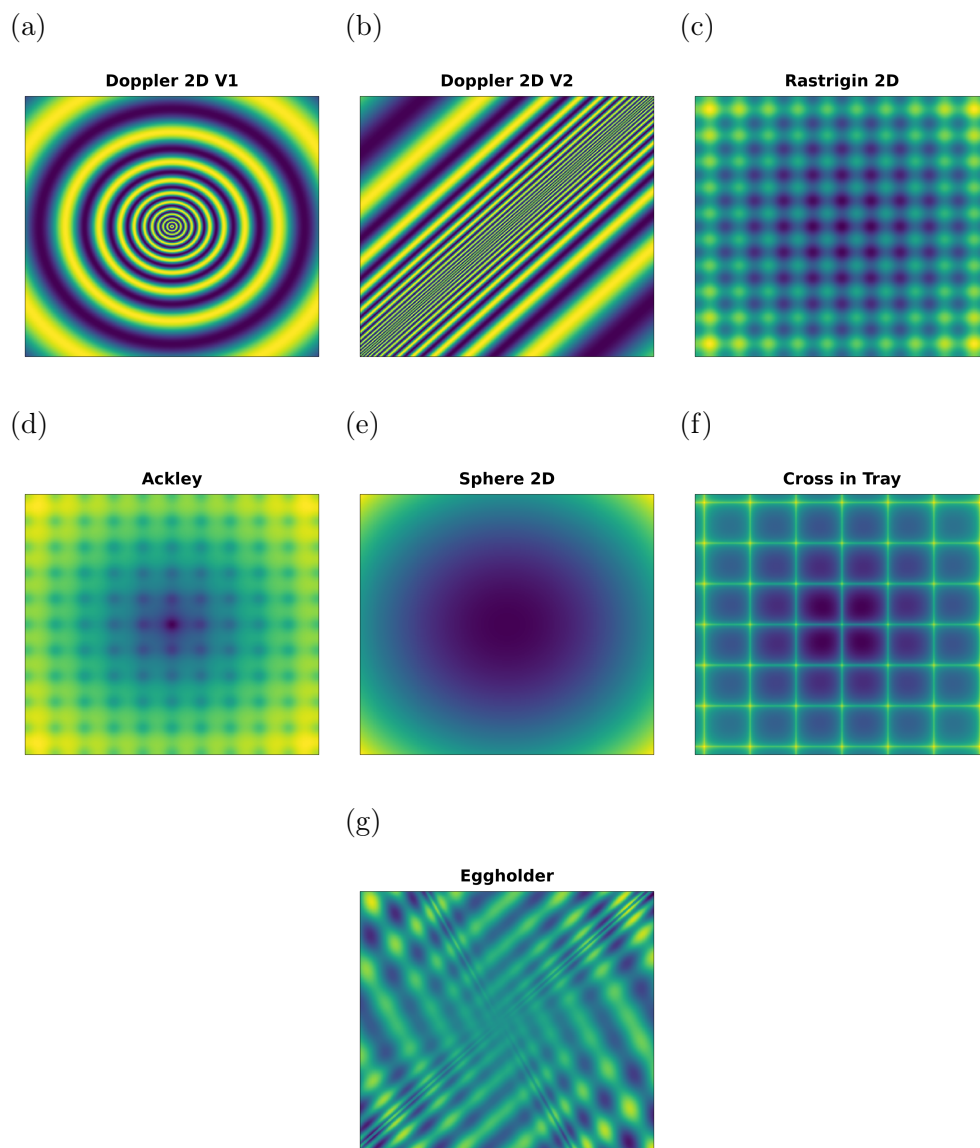 (a)
(b)
(c)
Doppler 2D V1
Doppler 2D V2
Rastrigin 2D
(d)
(e)
(f)
Ackley
Sphere 2D
Cross in Tray
(g)
Eggholder